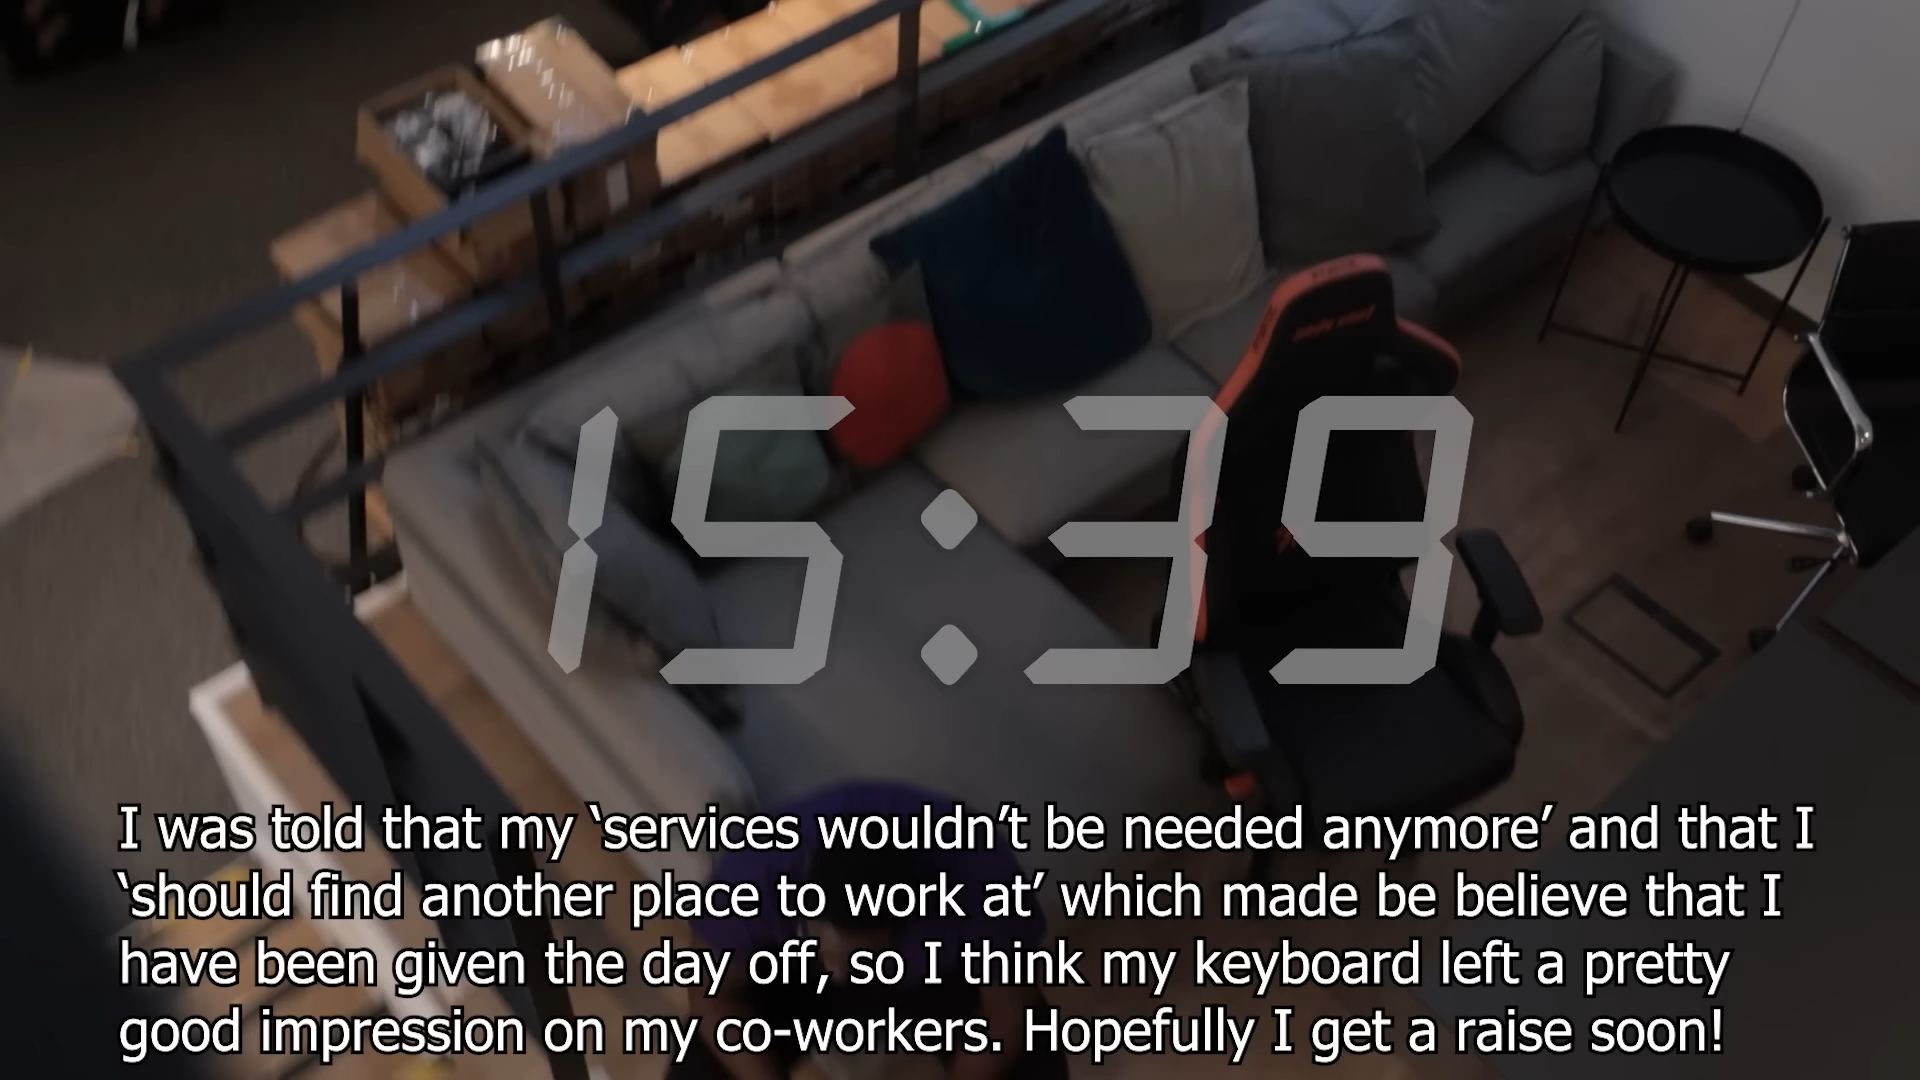 15:39
I was told that my ‘services wouldn’t be needed anymore’ and that I
‘should find another place to work at’ which made be believe that I
have been given the day off, so I think my keyboard left a pretty
good impression on my co-workers. Hopefully I get a raise soon!